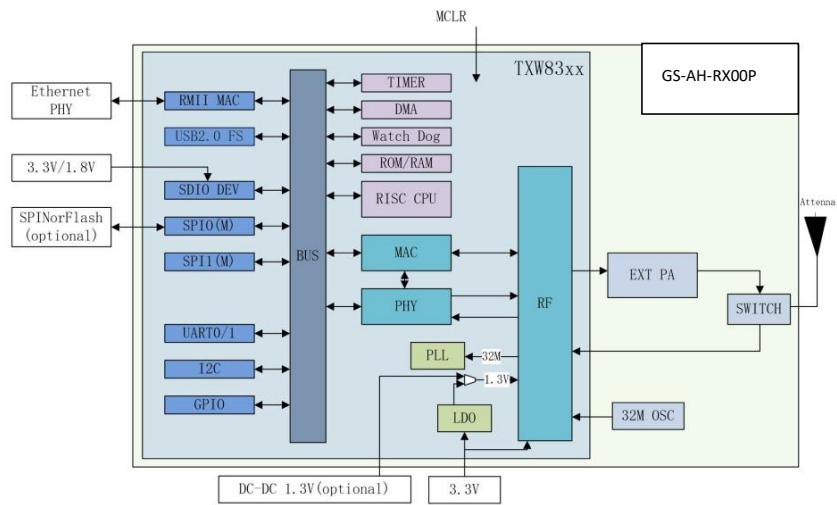 MCLR
TXW83xx
GS-AH-RX00P
TIMER
Ethernet
PHY
RMII MAC
DMA
USB2.0 FS
Watch Dog
3.3V/1.8V
ROM/RAM
SDIO DEV
RISC CPU
Attenna
SPINorFlash
(optional)
SPI0(M)
SPI1(M)
BUS
MAC
EXT PA
PHY
RF
SWITCH
UART0/1
PLL
32M
I2C
1.3V
GPIO
LDO
32M OSC
DC-DC 1.3V(optional)
3.3V